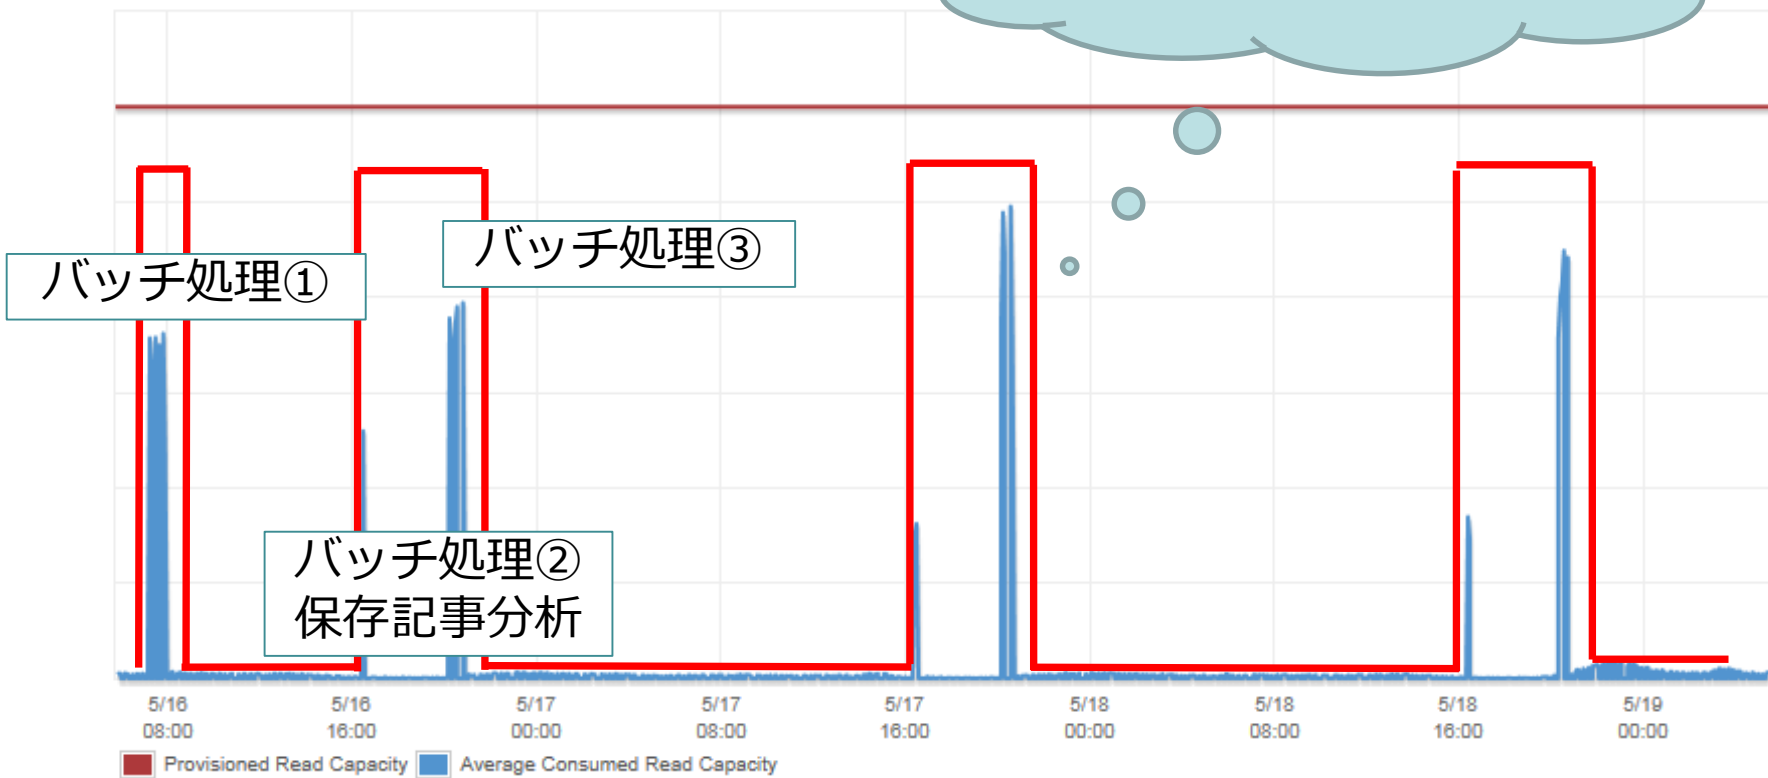 バッチ処理①
バッチ処理③
バッチ処理②
保存記事分析
5/16 5/16 5/17 5/17 5/17 5/18 5/18 5/18 5/19
08:00 16:00 00:00 08:00 16:00 00:00 08:00 16:00 00:00
Provisioned Read Capacity Average Consumed Read Capacity